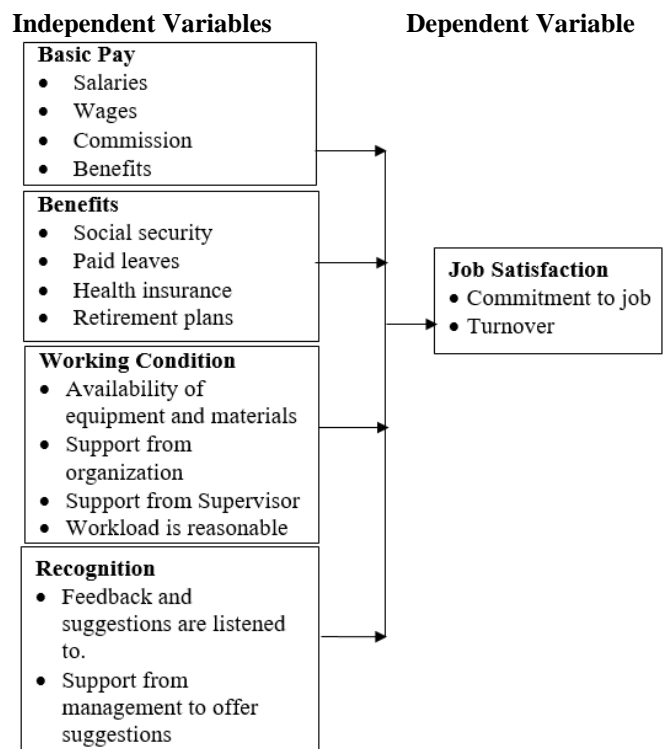 Independent Variables
Dependent Variable
Basic Pay
• Salaries
• Wages
• Commission
• Benefits
Benefits
• Social security
• Paid leaves
• Health insurance
• Retirement plans
Working Condition
• Availability of
equipment and materials
• Support from
organization
• Support from Supervisor
• Workload is reasonable
Recognition
• Feedback and
suggestions are listened
to.
• Support from
management to offer
suggestions
Job Satisfaction
• Commitment to job
• Turnover